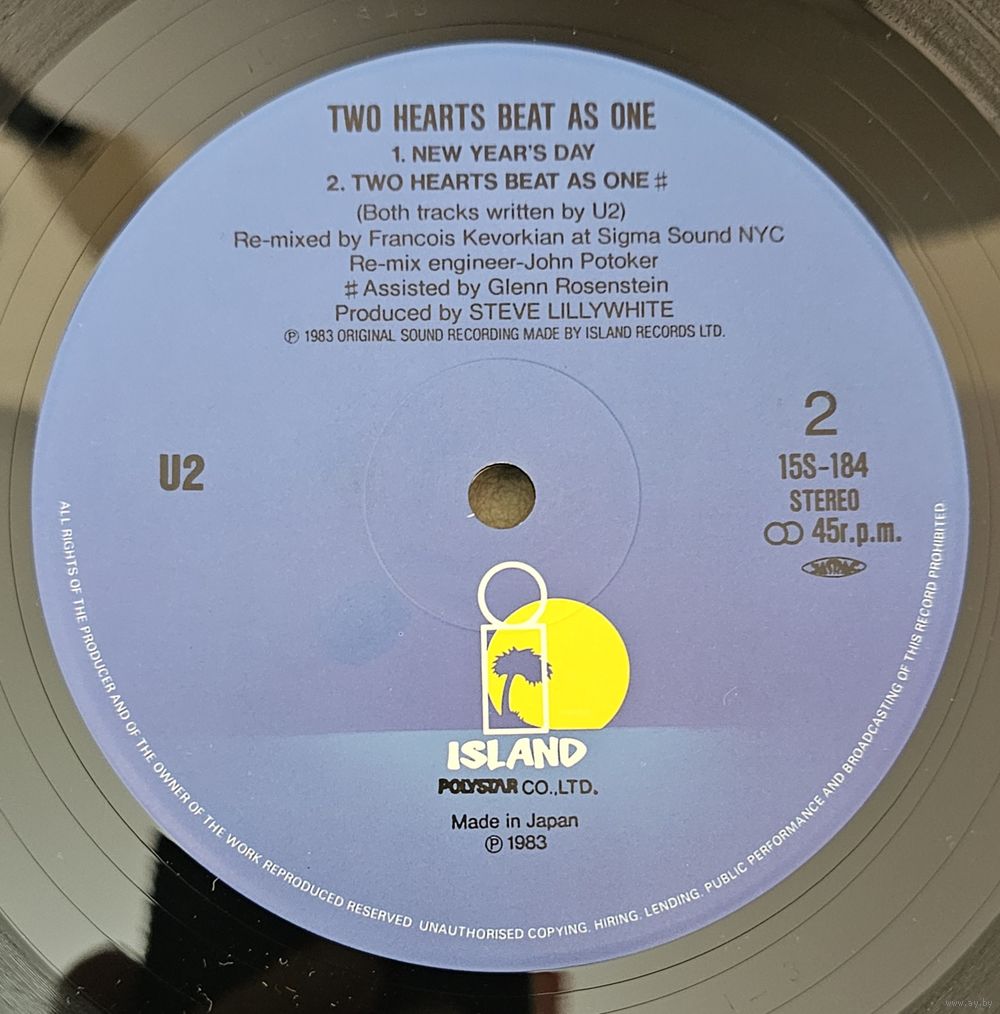 TWO HEARTS BEAT AS ONE
1. NEW YEAR'S DAY
2. TWO HEARTS BEAT AS ONE♯
(Both tracks written by U2)
Re-mixed by Francois Kevorkian at Sigma Sound NYC
Re-mix engineer-John Potoker
♯Assisted by Glenn Rosenstein
Produced by STEVE LILLYWHITE
℗ 1983 ORIGINAL SOUND RECORDING MADE BY ISLAND RECORDS LTD.
U2
2
15S-184
STEREO
45r.p.m.
JASRAC
ISLAND
POLYSTAR CO.,LTD.
Made in Japan
℗ 1983
ALL RIGHTS OF THE PRODUCER AND OF THE OWNER OF THE WORK REPRODUCED RESERVED UNAUTHORISED COPYING. HIRING. LENDING. PUBLIC PERFORMANCE AND BROADCASTING OF THIS RECORD PROHIBITED
www.ay.by